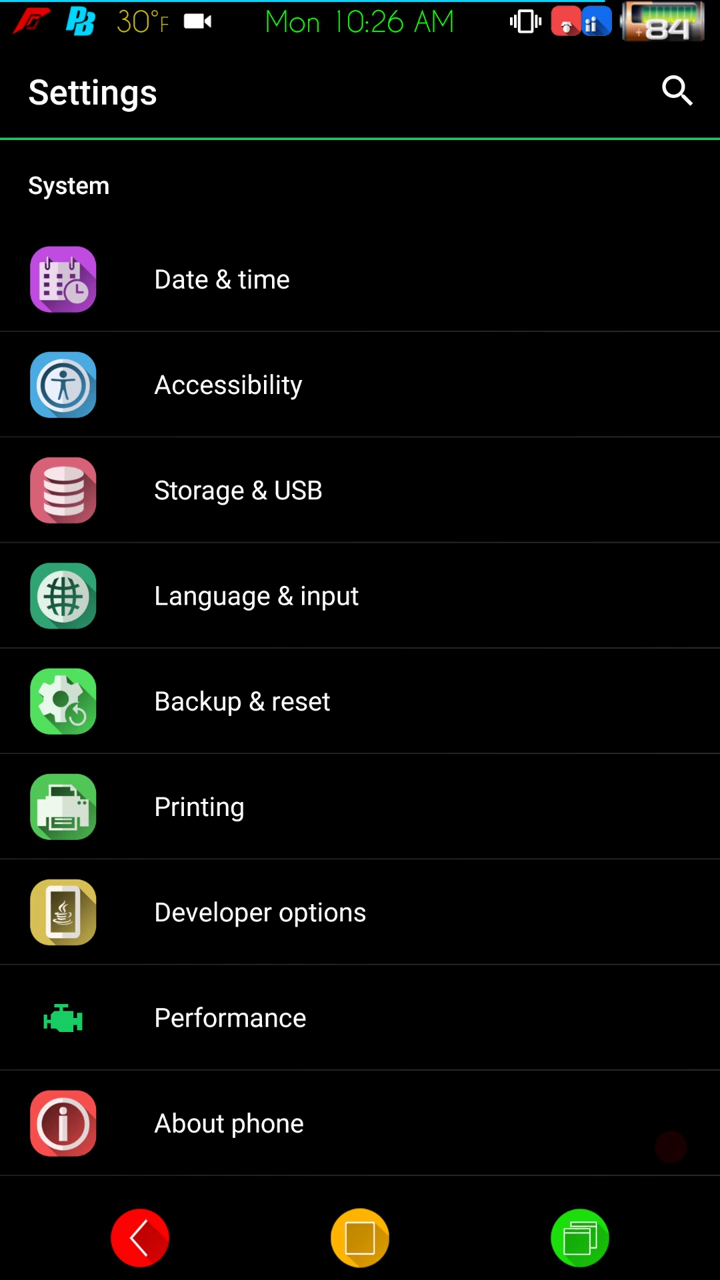 PB 30°F Mon 10:26 AM 84
Settings
System
Date & time
Accessibility
Storage & USB
Language & input
Backup & reset
Printing
Developer options
Performance
About phone